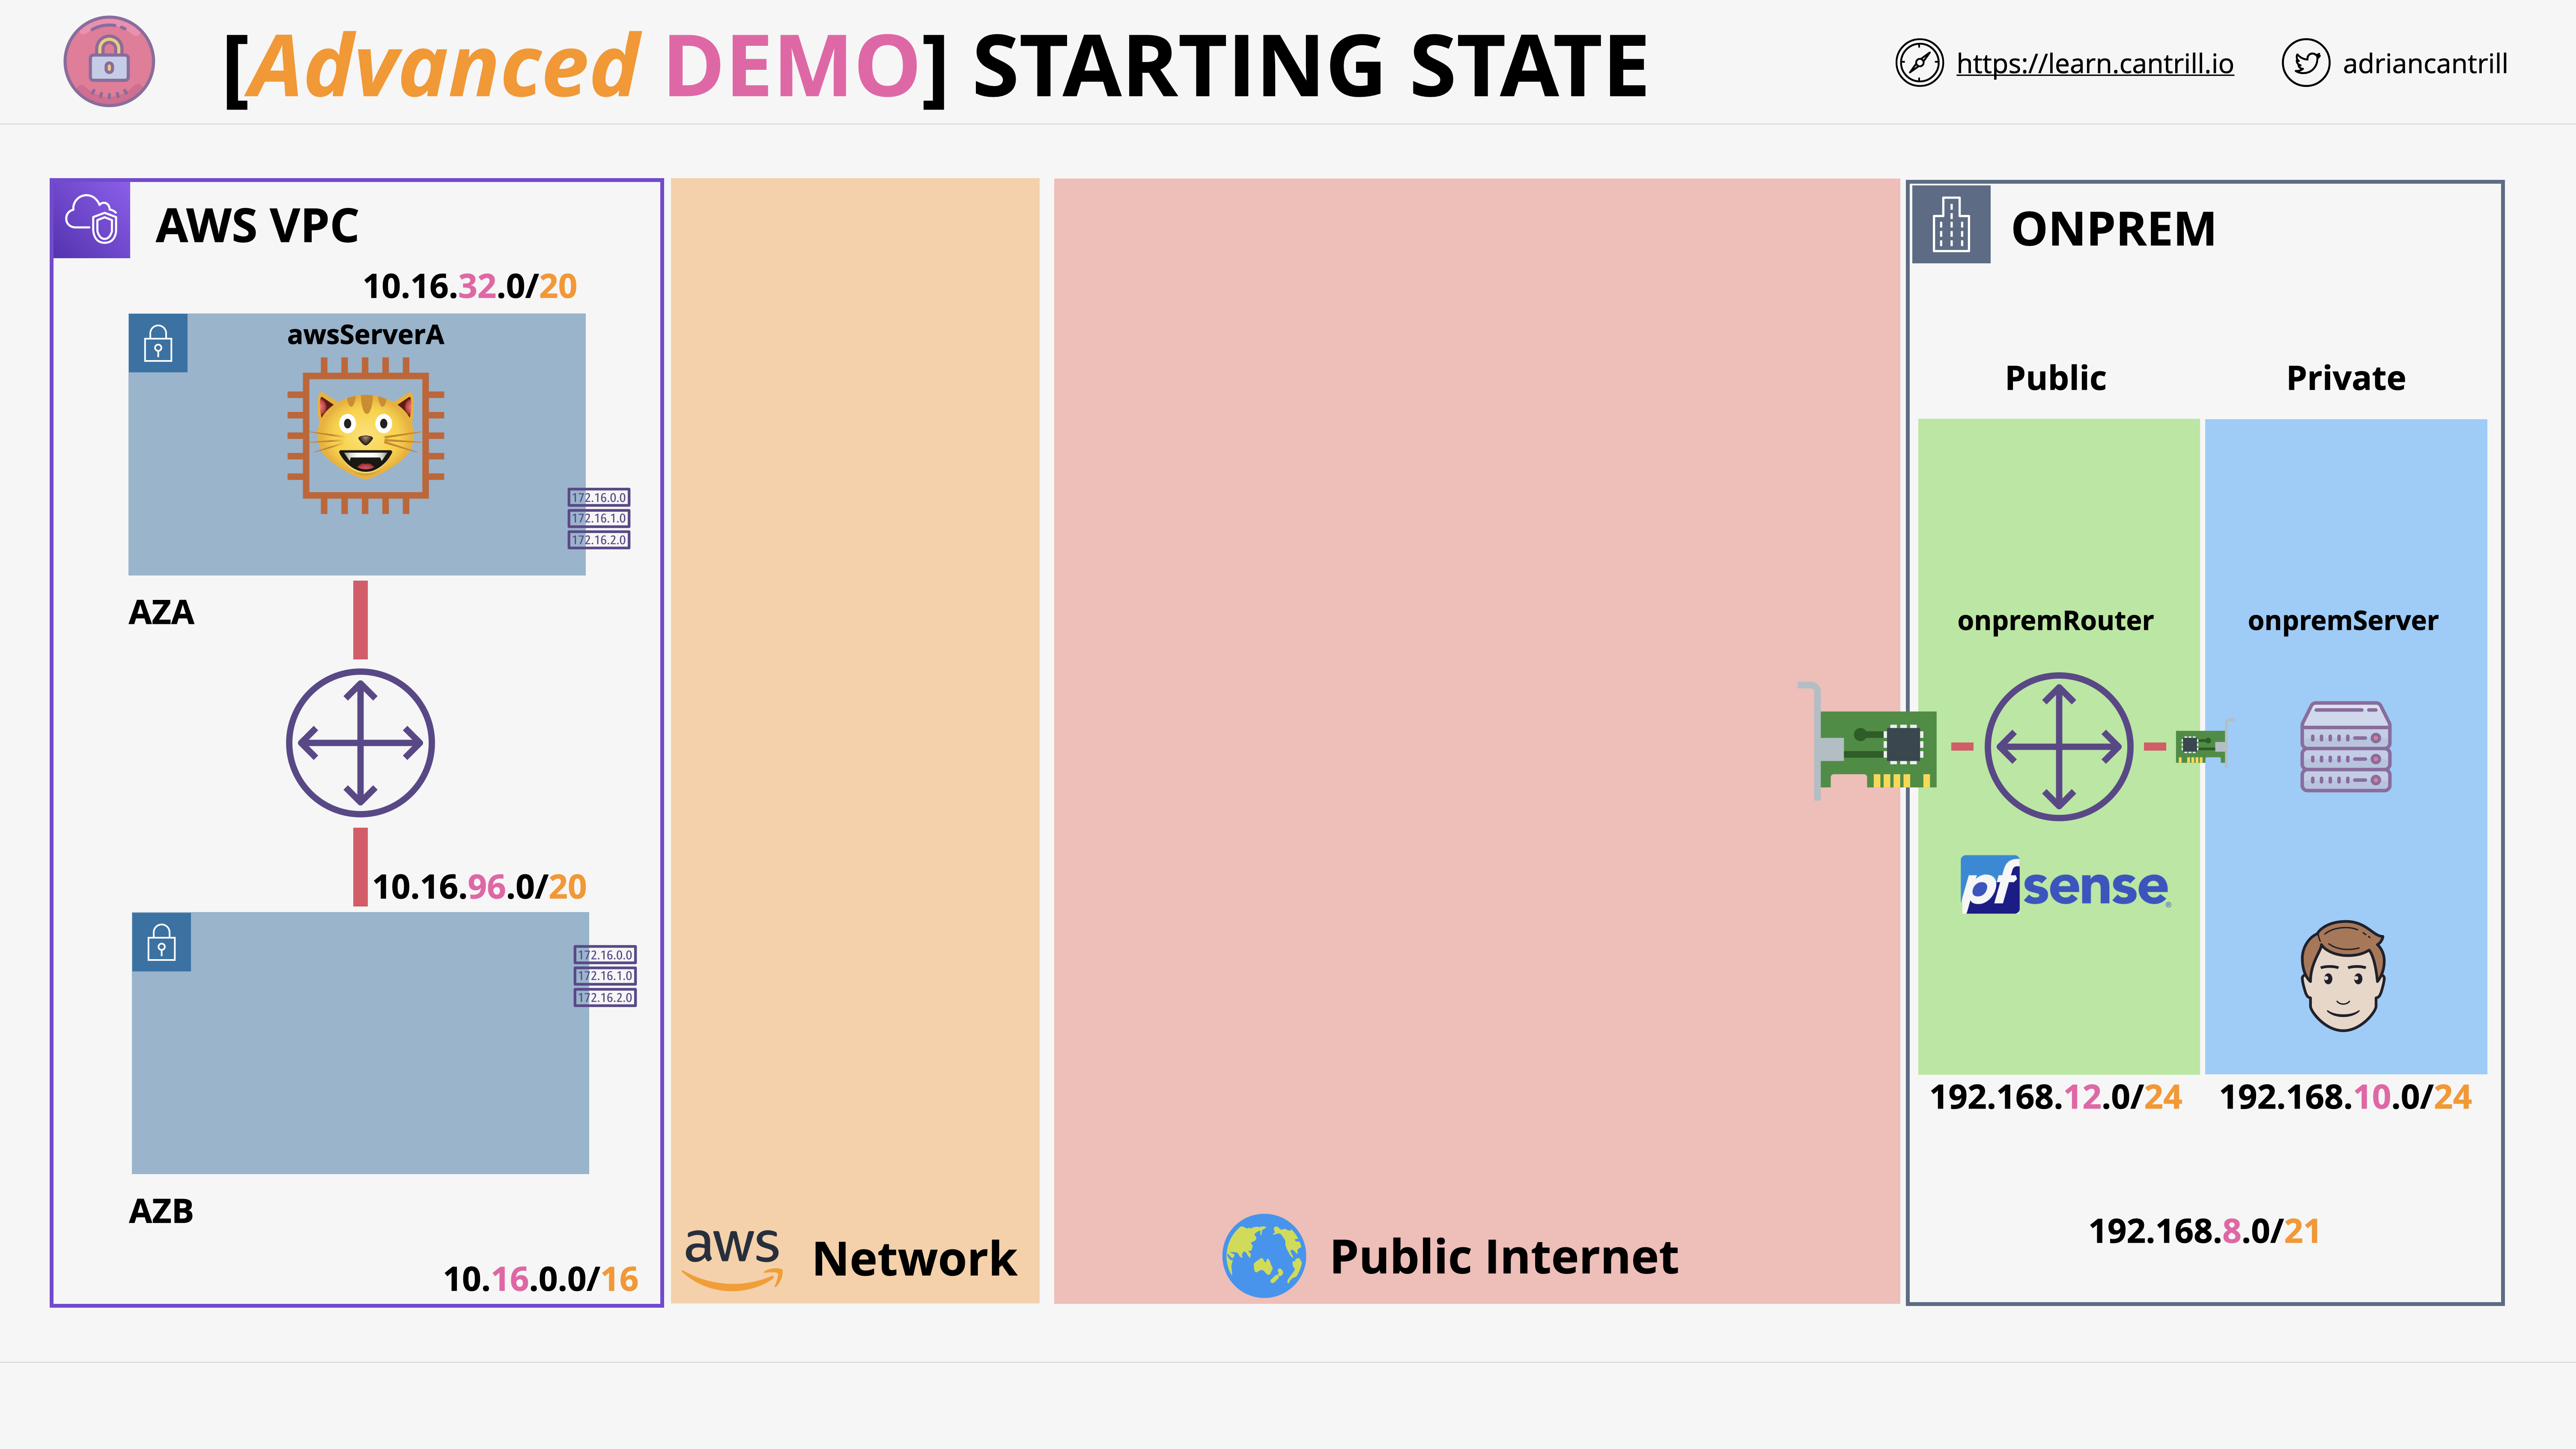 [Advanced DEMO] STARTING STATE
https://learn.cantrill.io
adriancantrill
AWS VPC
10.16.32.0/20
awsServerA
172.16.0.0
172.16.1.0
172.16.2.0
AZA
10.16.96.0/20
172.16.0.0
172.16.1.0
172.16.2.0
AZB
10.16.0.0/16
aws
Network
Public Internet
ONPREM
Public
Private
onpremRouter
onpremServer
pfsense
192.168.12.0/24
192.168.10.0/24
192.168.8.0/21